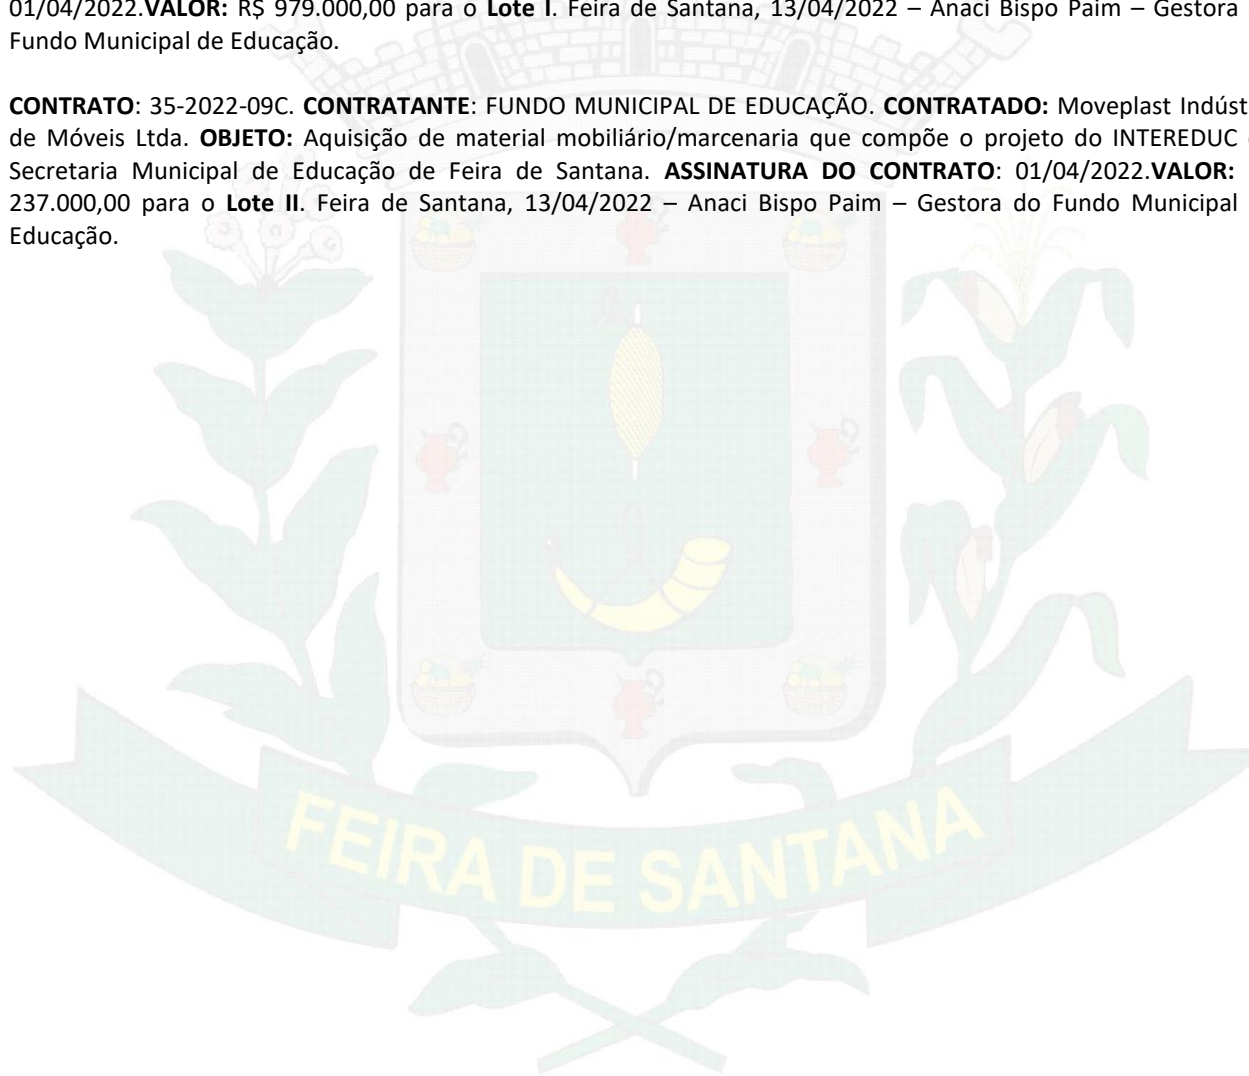 01/04/2022.VALOR: R$ 979.000,00 para o Lote I. Feira de Santana, 13/04/2022 – Anaci Bispo Paim – Gestora
Fundo Municipal de Educação.
CONTRATO: 35-2022-09C. CONTRATANTE: FUNDO MUNICIPAL DE EDUCAÇÃO. CONTRATADO: Moveplast Indúst
de Móveis Ltda. OBJETO: Aquisição de material mobiliário/marcenaria que compõe o projeto do INTEREDUC
Secretaria Municipal de Educação de Feira de Santana. ASSINATURA DO CONTRATO: 01/04/2022.VALOR:
237.000,00 para o Lote II. Feira de Santana, 13/04/2022 – Anaci Bispo Paim – Gestora do Fundo Municipal
Educação.
FEIRA DE SANTANA